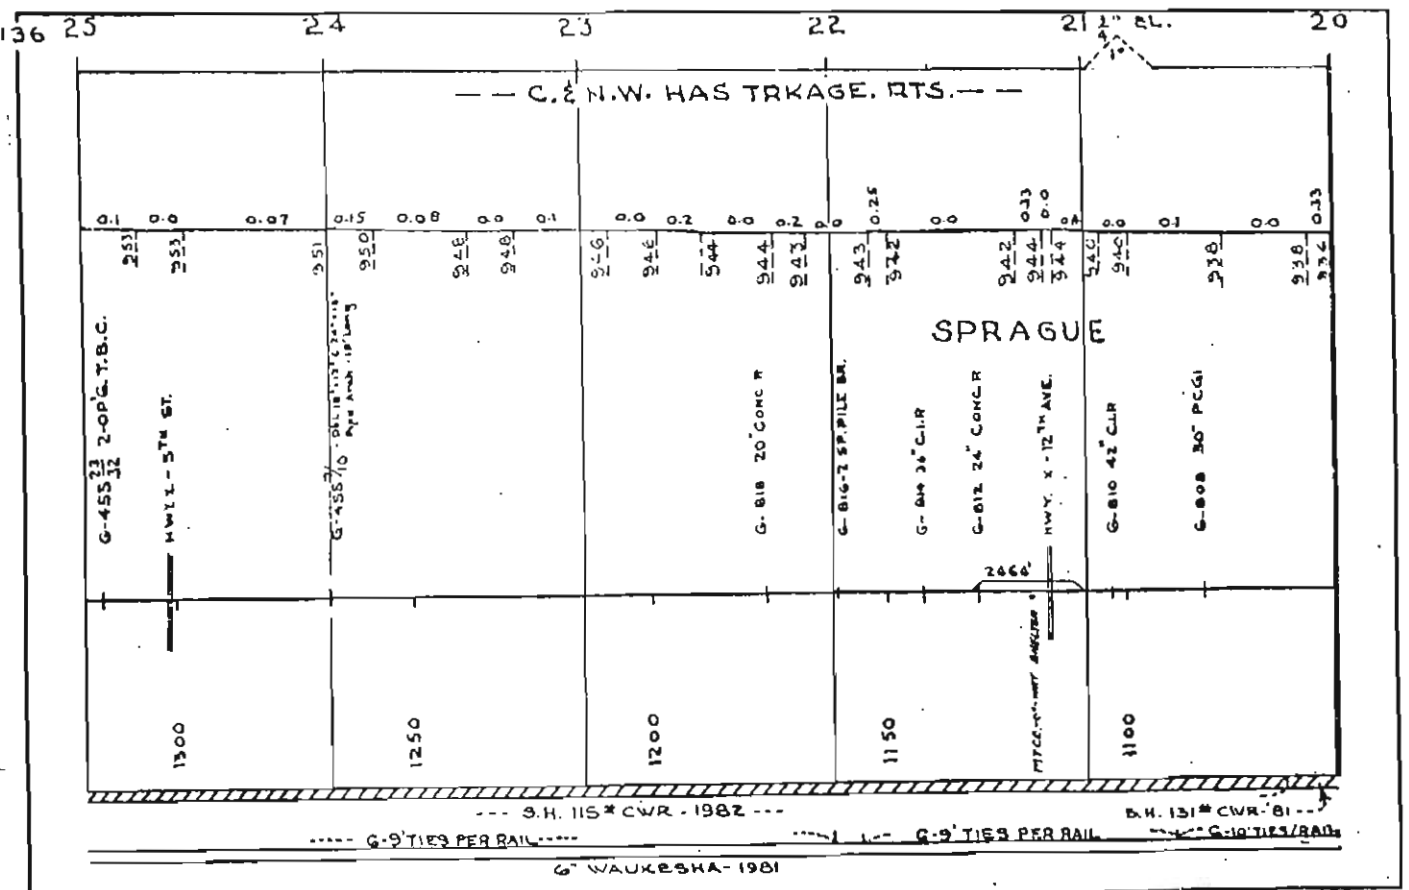 136 25 24 23 22 21 20
1/4" EL.
1"
— — C. & N.W. HAS TRKAGE. RTS. — —
0.1 0.0 0.07 0.15 0.08 0.0 0.1 0.0 0.2 0.0 0.2 0.0 0.25 0.0 0.33 0.0 0.0 0.1 0.0 0.33
953 953 951 950 948 948 946 946 944 944 943 943 942 942 944 944 940 940 938 938 936
SPRAGUE
G-455 23/32 2-OP'G. T.B.C.
HWY X - 5TH ST.
G-455 7/10
G-818 20" CONC R
G-816-2 SP. PILE BR.
G-814 36" C.I.R
G-812 24" CONC R
HWY. X - 12TH AVE.
G-810 42" C.I.R
G-808 30" PCGI
2464'
1300 1250 1200 1150 1100
--- S.H. 115# CWR - 1982 ---
S.H. 131# CWR-'81 ---
G-9' TIES PER RAIL
G-9' TIES PER RAIL
G-10' TIES/RAIL
6" WAUKESHA - 1981